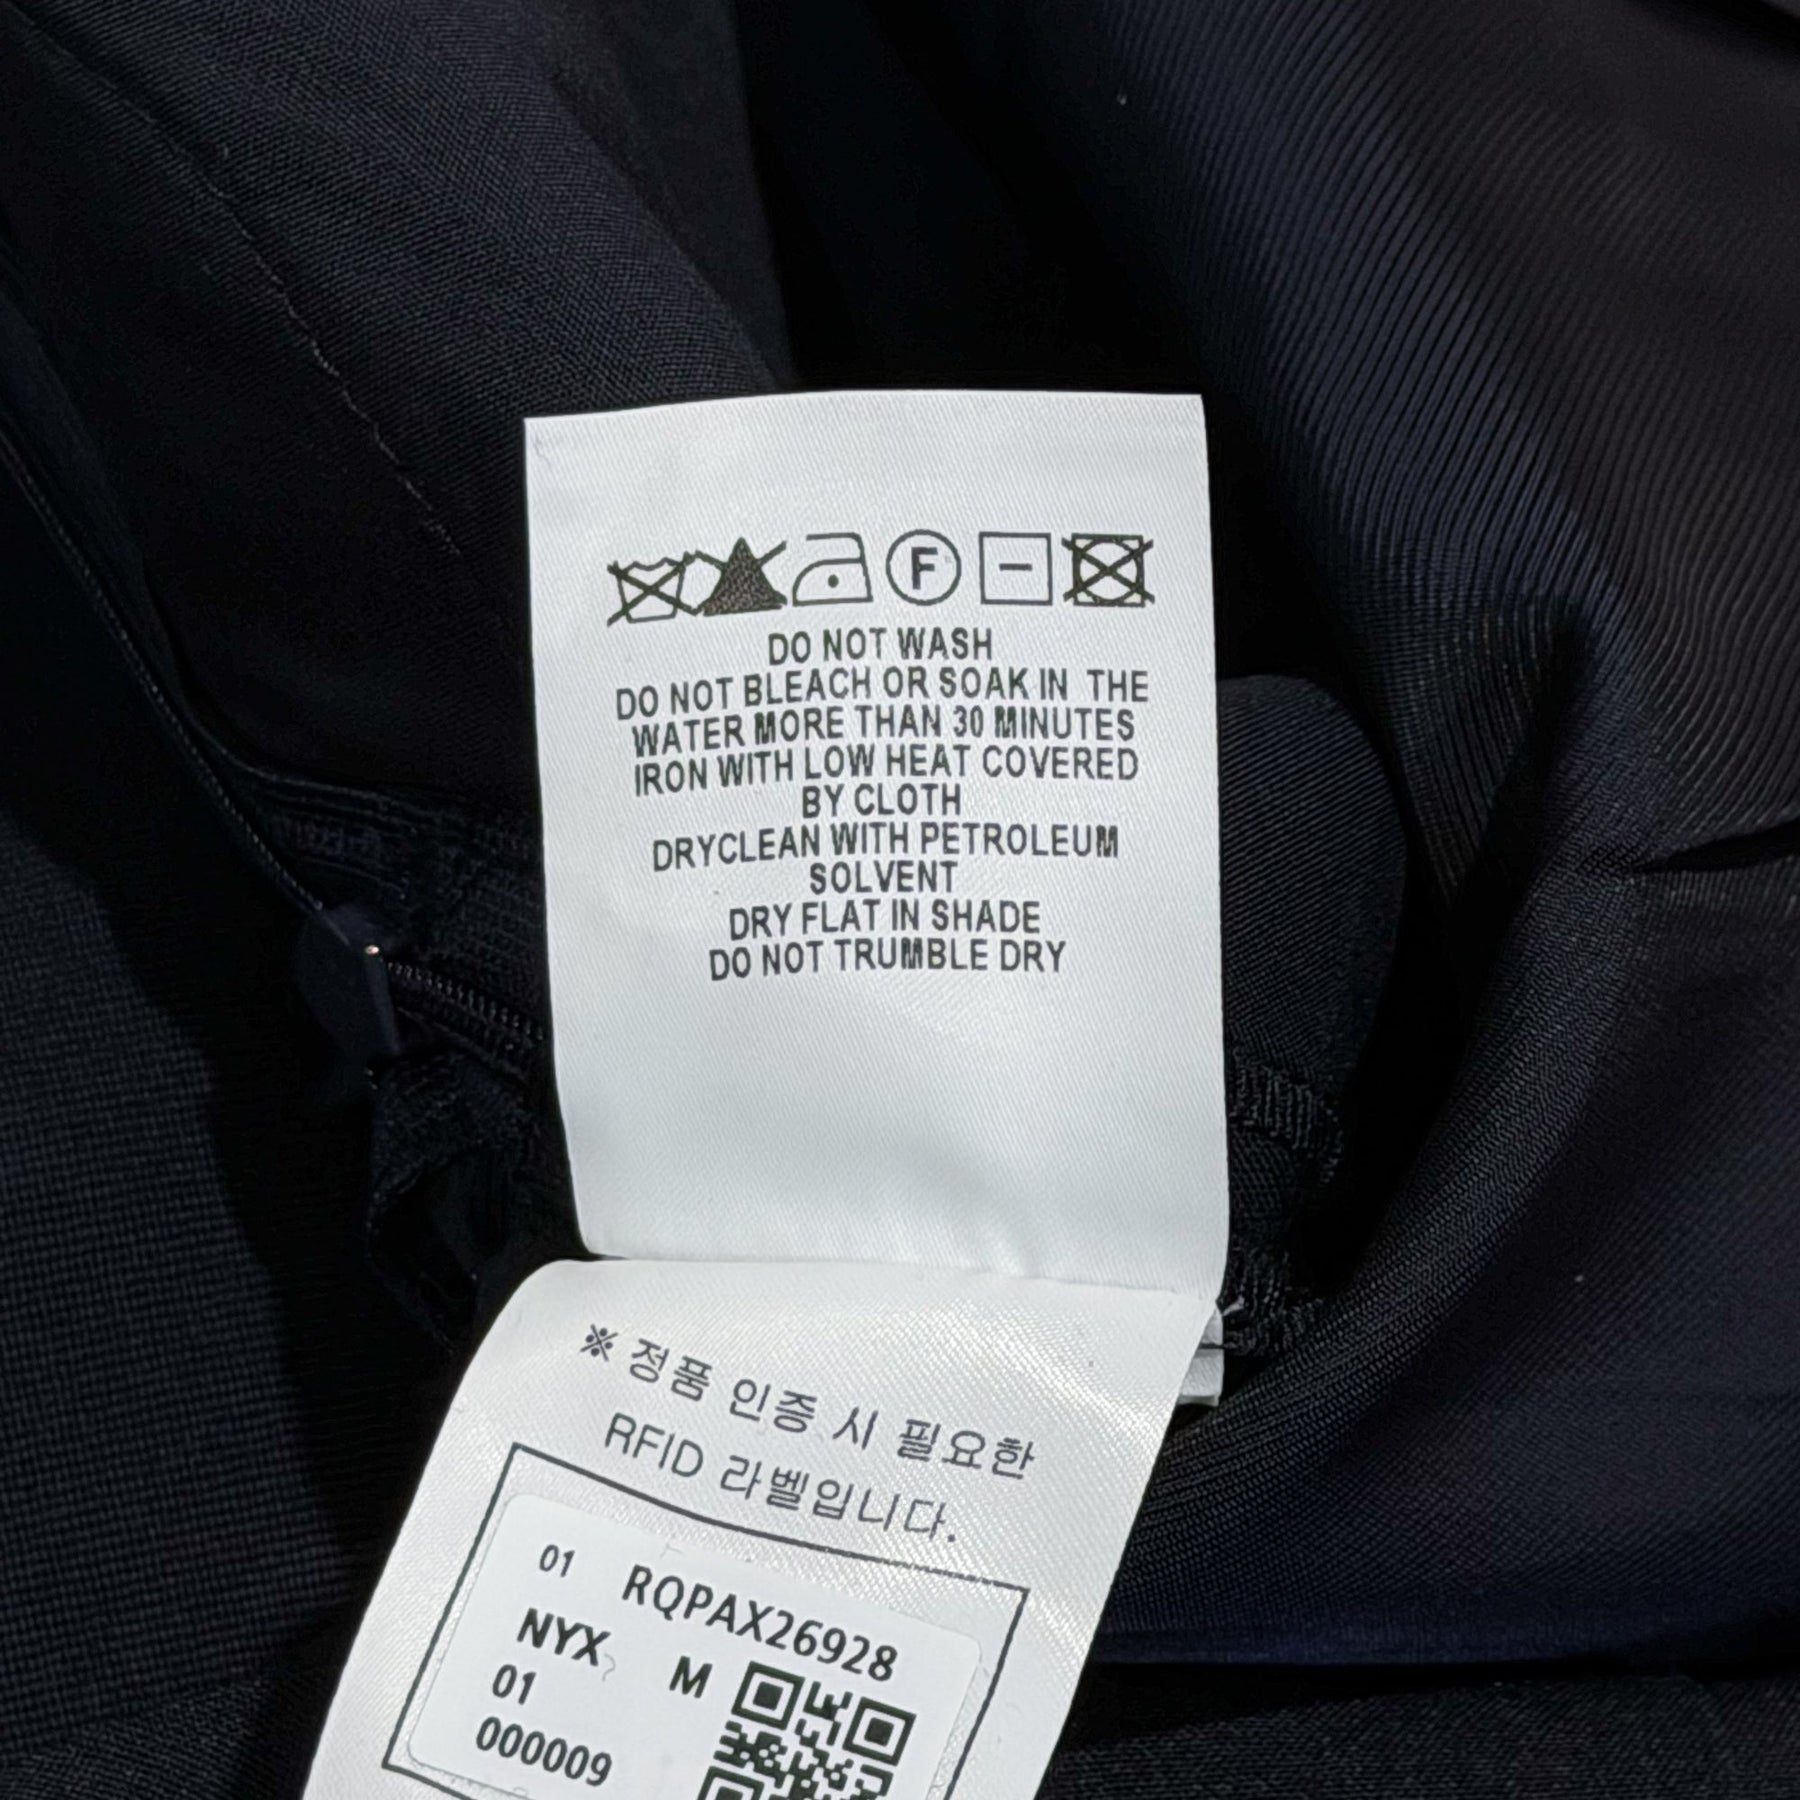 F
DO NOT WASH
DO NOT BLEACH OR SOAK IN THE
WATER MORE THAN 30 MINUTES
IRON WITH LOW HEAT COVERED
BY CLOTH
DRYCLEAN WITH PETROLEUM
SOLVENT
DRY FLAT IN SHADE
DO NOT TRUMBLE DRY
※ 정품 인증 시 필요한
RFID 라벨입니다.
01 RQPAX26928
NYX M
01
000009